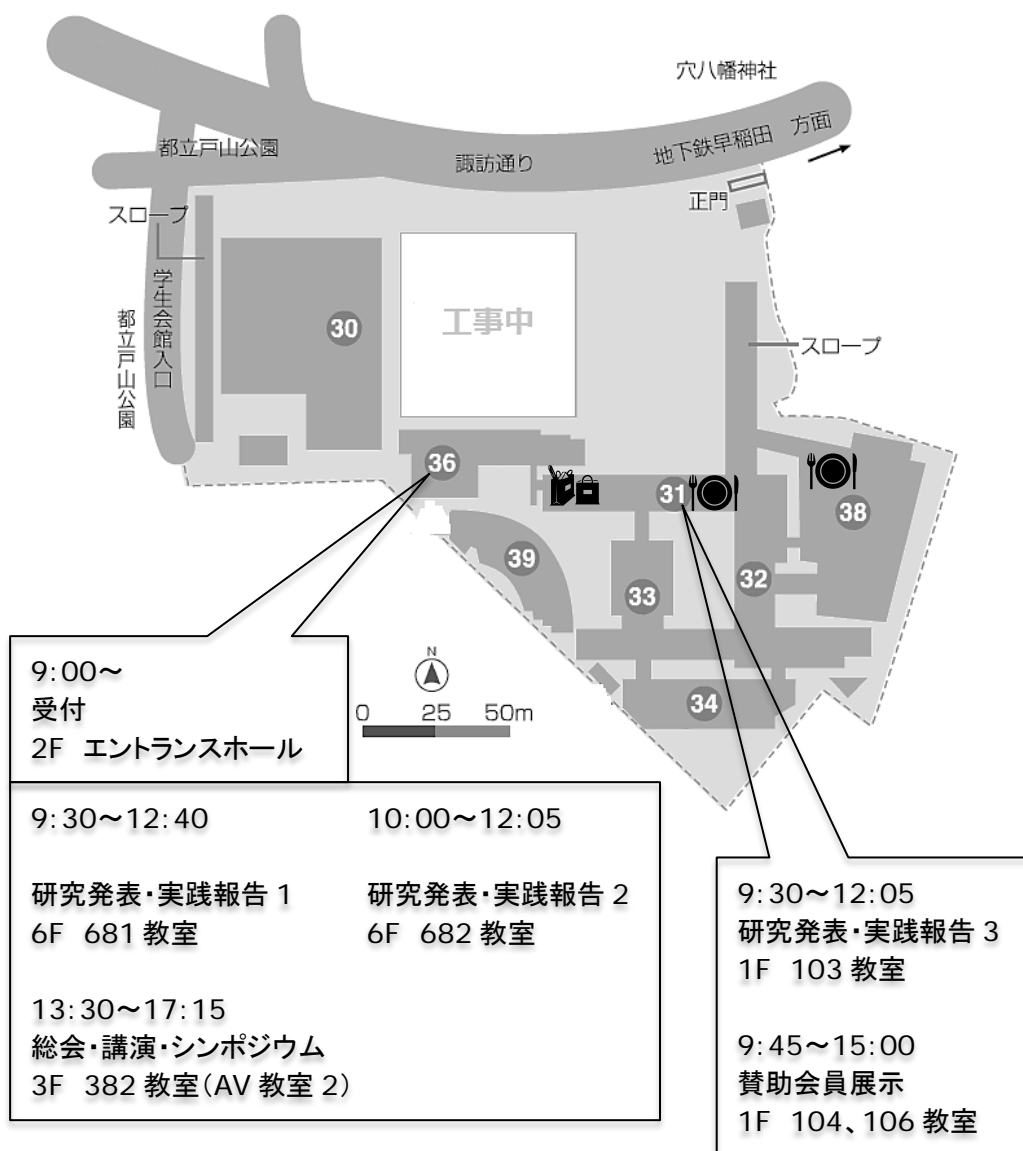 穴八幡神社
都立戸山公園
諏訪通り
地下鉄早稲田 方面
正門
スロープ
学生会館入口
都立戸山公園
30
工事中
スロープ
36
31
38
39
33
32
34
N
0 25 50m
9:00～
受付
2F エントランスホール
9:30～12:40
研究発表・実践報告 1
6F 681 教室
10:00～12:05
研究発表・実践報告 2
6F 682 教室
13:30～17:15
総会・講演・シンポジウム
3F 382 教室(AV 教室 2)
9:30～12:05
研究発表・実践報告 3
1F 103 教室
9:45～15:00
賛助会員展示
1F 104、106 教室